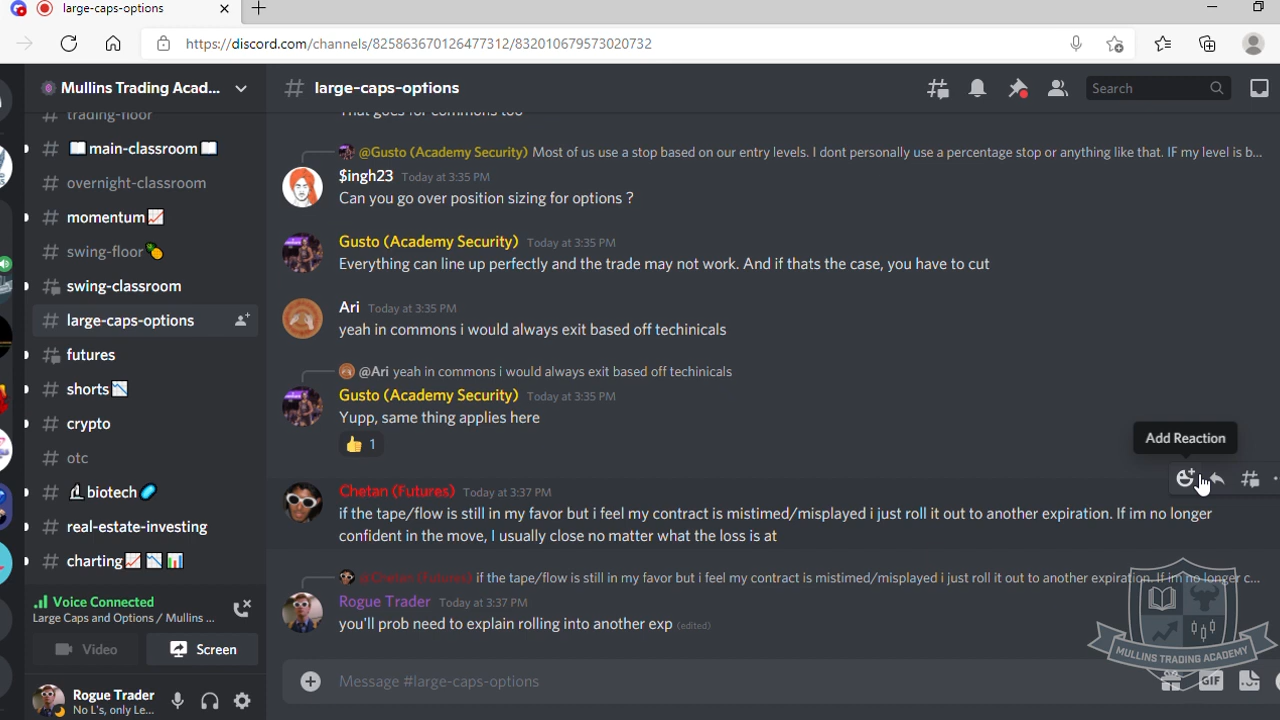 large-caps-options
https://discord.com/channels/825863670126477312/832010679573020732
Mullins Trading Acad...
large-caps-options
Search
trading-floor
main-classroom
overnight-classroom
momentum
swing-floor
swing-classroom
large-caps-options
futures
shorts
crypto
otc
biotech
real-estate-investing
charting
Voice Connected
Large Caps and Options / Mullins ...
Video
Screen
Rogue Trader
No L's, only Le...
That goes for commons too
@Gusto (Academy Security) Most of us use a stop based on our entry levels. I dont personally use a percentage stop or anything like that. IF my level is b...
$ingh23 Today at 3:35 PM
Can you go over position sizing for options ?
Gusto (Academy Security) Today at 3:35 PM
Everything can line up perfectly and the trade may not work. And if thats the case, you have to cut
Ari Today at 3:35 PM
yeah in commons i would always exit based off techinicals
@Ari yeah in commons i would always exit based off techinicals
Gusto (Academy Security) Today at 3:35 PM
Yupp, same thing applies here
1
Add Reaction
Chetan (Futures) Today at 3:37 PM
if the tape/flow is still in my favor but i feel my contract is mistimed/misplayed i just roll it out to another expiration. If im no longer
confident in the move, I usually close no matter what the loss is at
@Chetan (Futures) if the tape/flow is still in my favor but i feel my contract is mistimed/misplayed i just roll it out to another expiration. If im no longer c...
Rogue Trader Today at 3:37 PM
you'll prob need to explain rolling into another exp (edited)
Message #large-caps-options
GIF
MULLINS TRADING ACADEMY